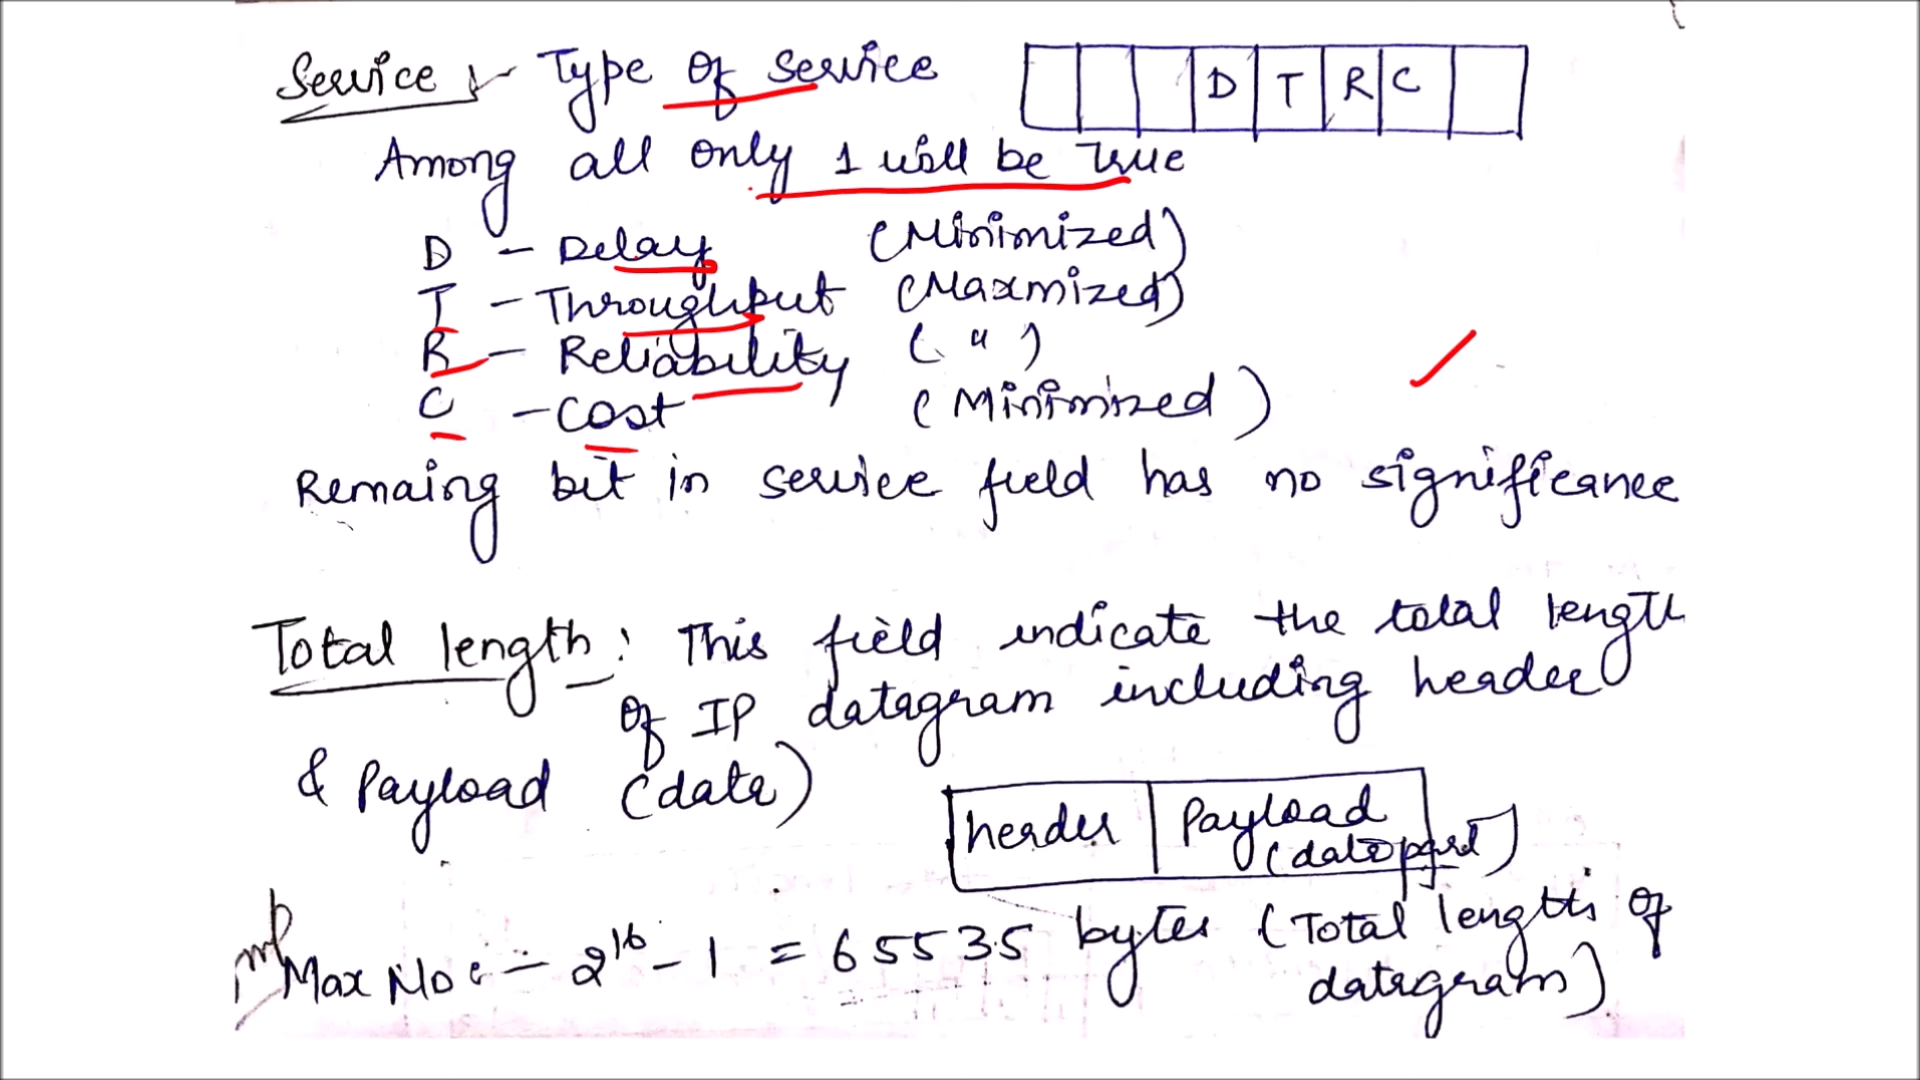 Service :- Type of service
D T R C
Among all only 1 will be true
D - Delay (Minimized)
T - Throughput (Maxmized)
R - Reliability ( " )
C - Cost (Minimized)
Remaing bit in service field has no significance
Total length : This field indicate the total length
of IP datagram including header
& Payload (data)
header Payload
(data part)
imp
Max No :- 2^16 - 1 = 65535 bytes (Total length of
datagram)